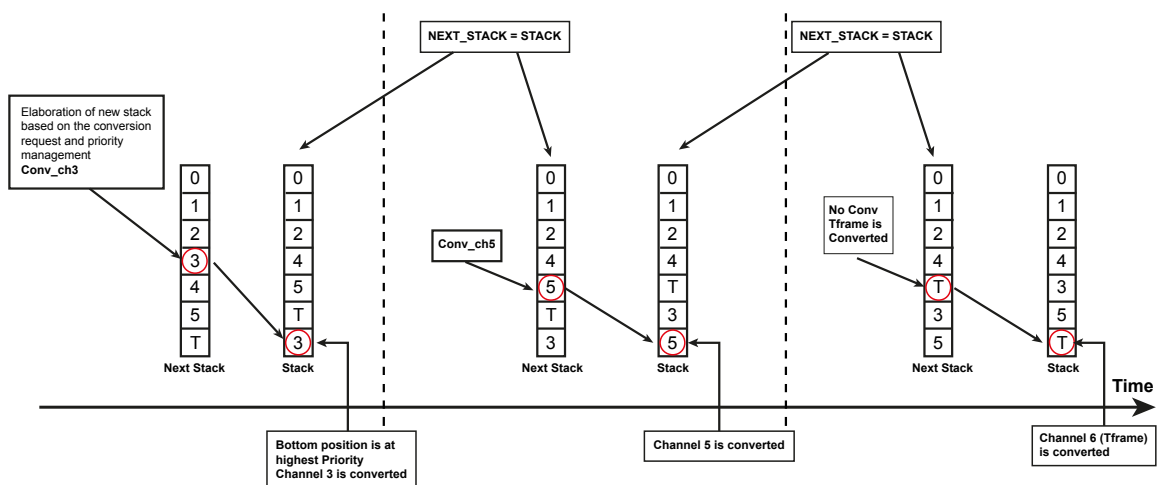 NEXT_STACK = STACK
NEXT_STACK = STACK
Elaboration of new stack
based on the conversion
request and priority
management
Conv_ch3
0
1
2
3
4
5
T
Next Stack
0
1
2
4
5
T
3
Stack
Conv_ch5
0
1
2
4
5
T
3
Next Stack
0
1
2
4
T
3
5
Stack
No Conv
Tframe is
Converted
0
1
2
4
T
3
5
Next Stack
0
1
2
4
3
5
T
Stack
Time
Bottom position is at
highest Priority
Channel 3 is converted
Channel 5 is converted
Channel 6 (Tframe)
is converted